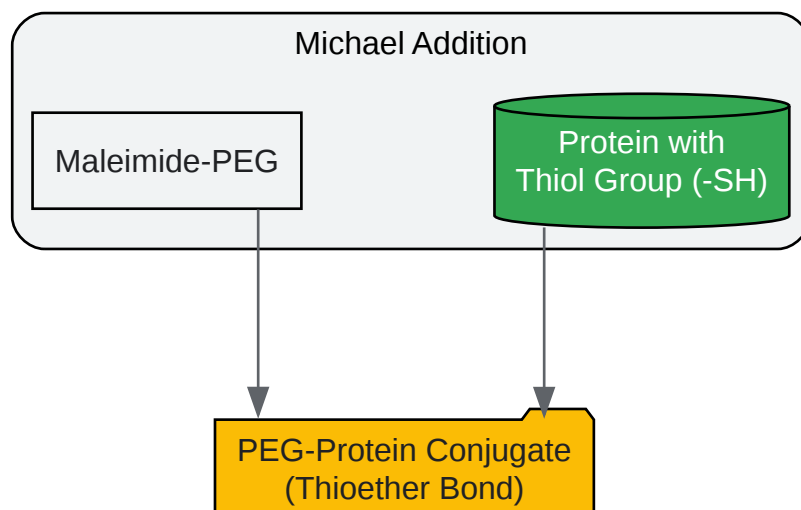 Michael Addition
Maleimide-PEG
Protein with
Thiol Group (-SH)
PEG-Protein Conjugate
(Thioether Bond)